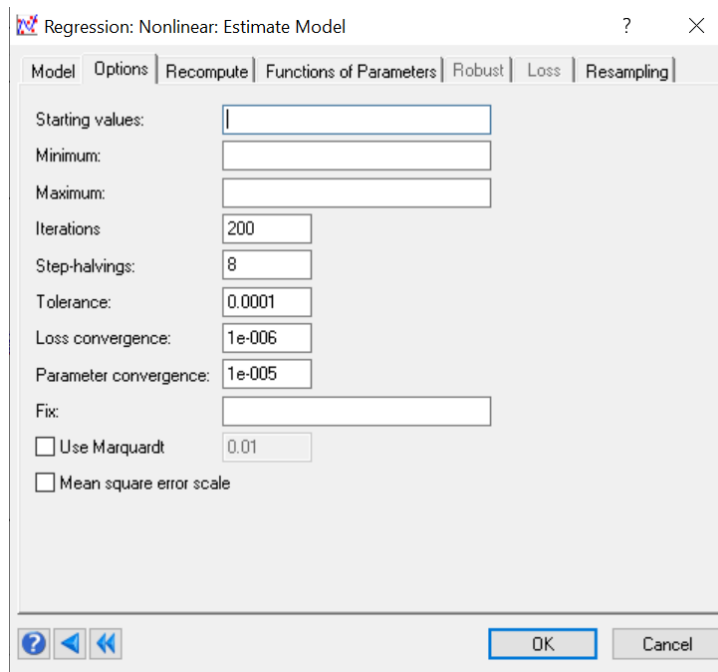 Regression: Nonlinear: Estimate Model ?
Model Options Recompute Functions of Parameters Robust Loss Resampling
Starting values:
Minimum:
Maximum:
Iterations 200
Step-halvings: 8
Tolerance: 0.0001
Loss convergence: 1e-006
Parameter convergence: 1e-005
Fix:
Use Marquardt 0.01
Mean square error scale
? OK Cancel